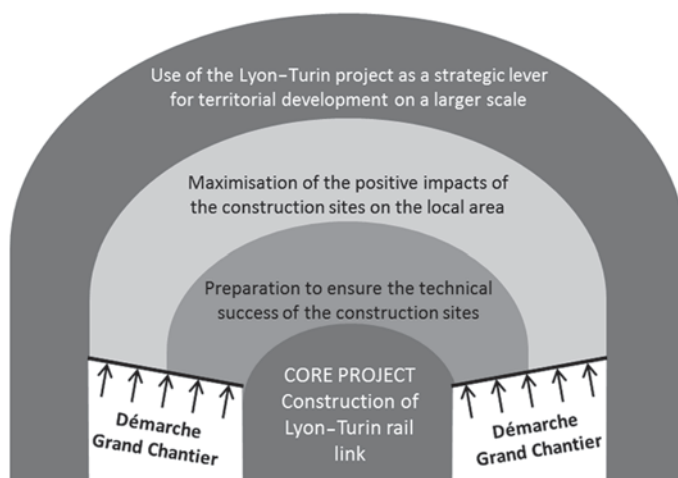 Use of the Lyon–Turin project as a strategic lever
for territorial development on a larger scale
Maximisation of the positive impacts of
the construction sites on the local area
Preparation to ensure the technical
success of the construction sites
CORE PROJECT
Construction of
Lyon–Turin rail
link
Démarche
Grand Chantier
Démarche
Grand Chantier